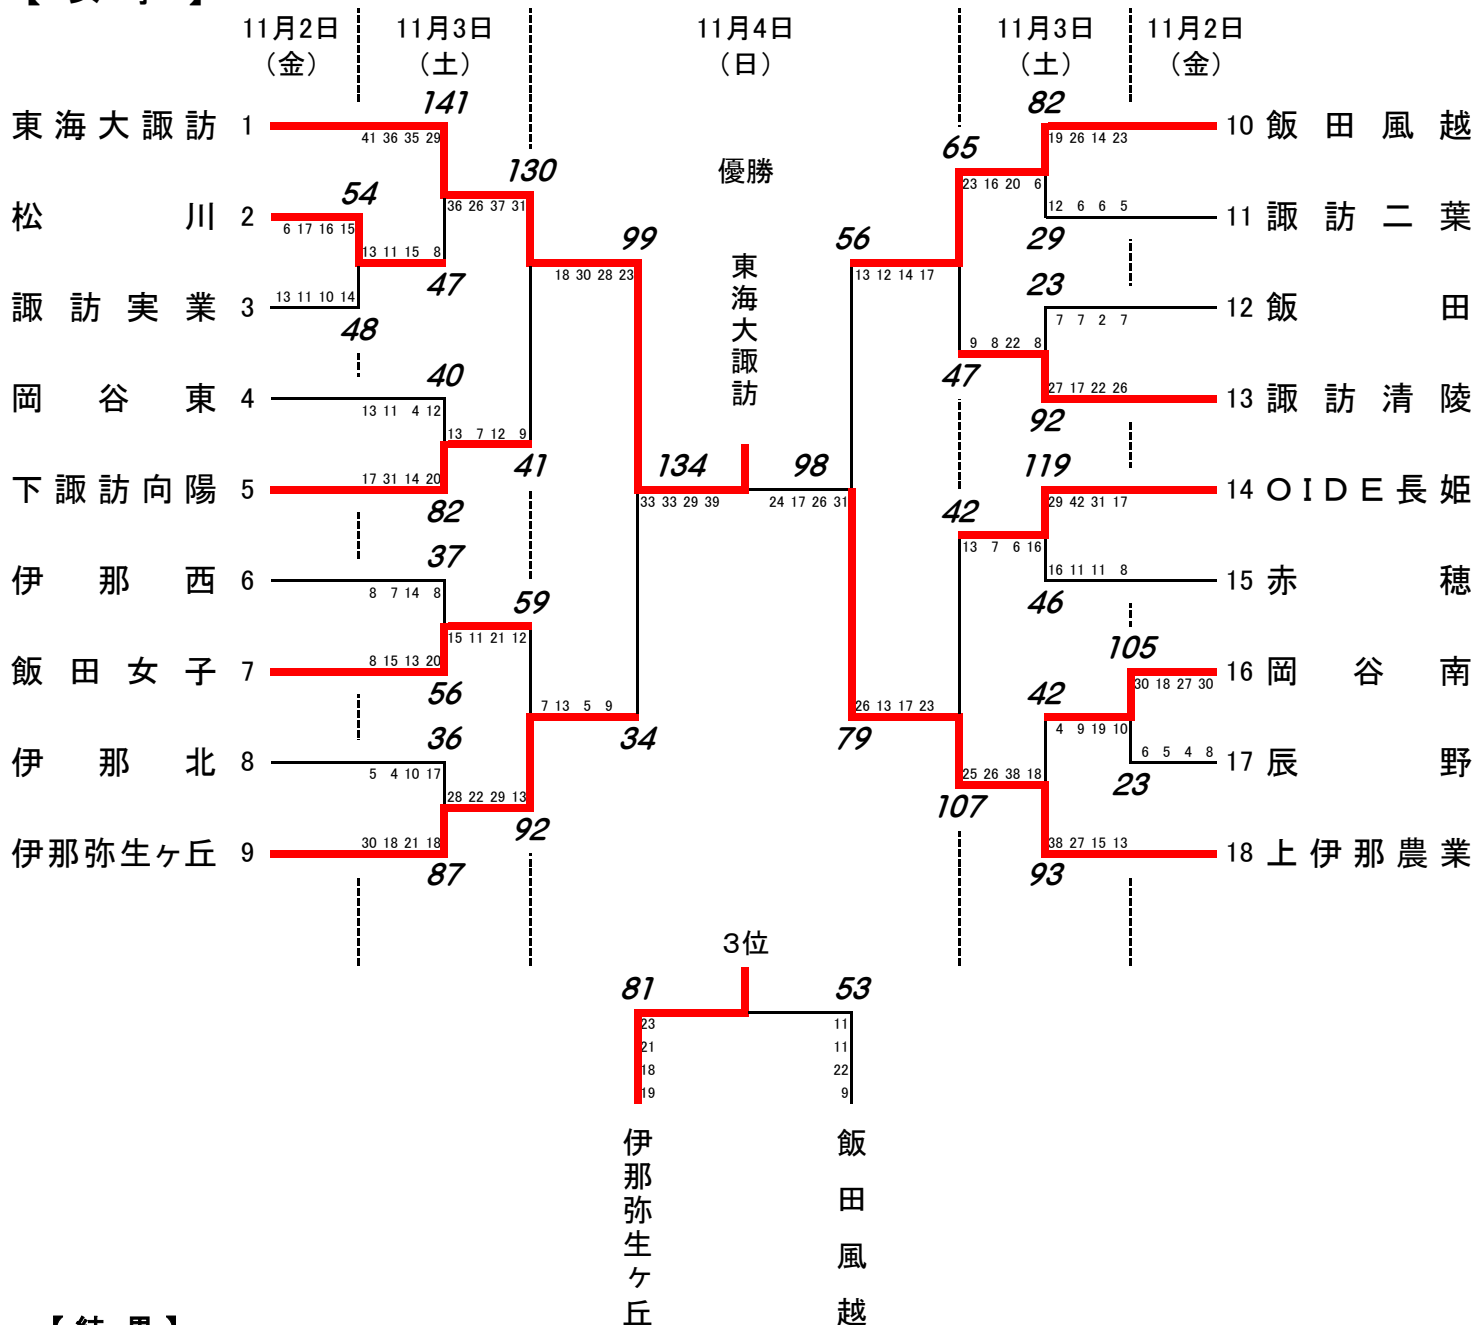 11月2日 11月3日 11月4日 11月3日 11月2日
（金） （土） （日） （土） （金）
141 82
東海大諏訪 1 41 36 35 29 19 26 14 23 10 飯田風越
130 65
優勝
54
松川 2 6 17 16 15 36 26 37 31 23 16 20 6 12 6 6 5 11 諏訪二葉
99 56 29
13 11 15 8 18 30 28 23 13 12 14 17
47 23
諏訪実業 3 13 11 10 14 7 7 2 7 12 飯田
48
東海大諏訪
9 8 22 8
40 47
岡谷東 4 13 11 4 12 27 17 22 26 13 諏訪清陵
92
13 7 12 9
41 134 98 119
下諏訪向陽 5 17 31 14 20 33 33 29 39 24 17 26 31 29 42 31 17 14 ＯＩＤＥ長姫
82 42
13 7 6 16
37
伊那西 6 8 7 14 8 16 11 11 8 15 赤穂
59 46
15 11 21 12
105
飯田女子 7 8 15 13 20 30 18 27 30 16 岡谷南
56 42
7 13 5 9 26 13 17 23 4 9 19 10
36 34 79
伊那北 8 5 4 10 17 6 5 4 8 17 辰野
25 26 38 18 23
28 22 29 13
92 107
伊那弥生ヶ丘 9 30 18 21 18 38 27 15 13 18 上伊那農業
87 93
３位
81 53
23 11
21 11
18 22
19 9
伊那弥生ヶ丘 飯田風越